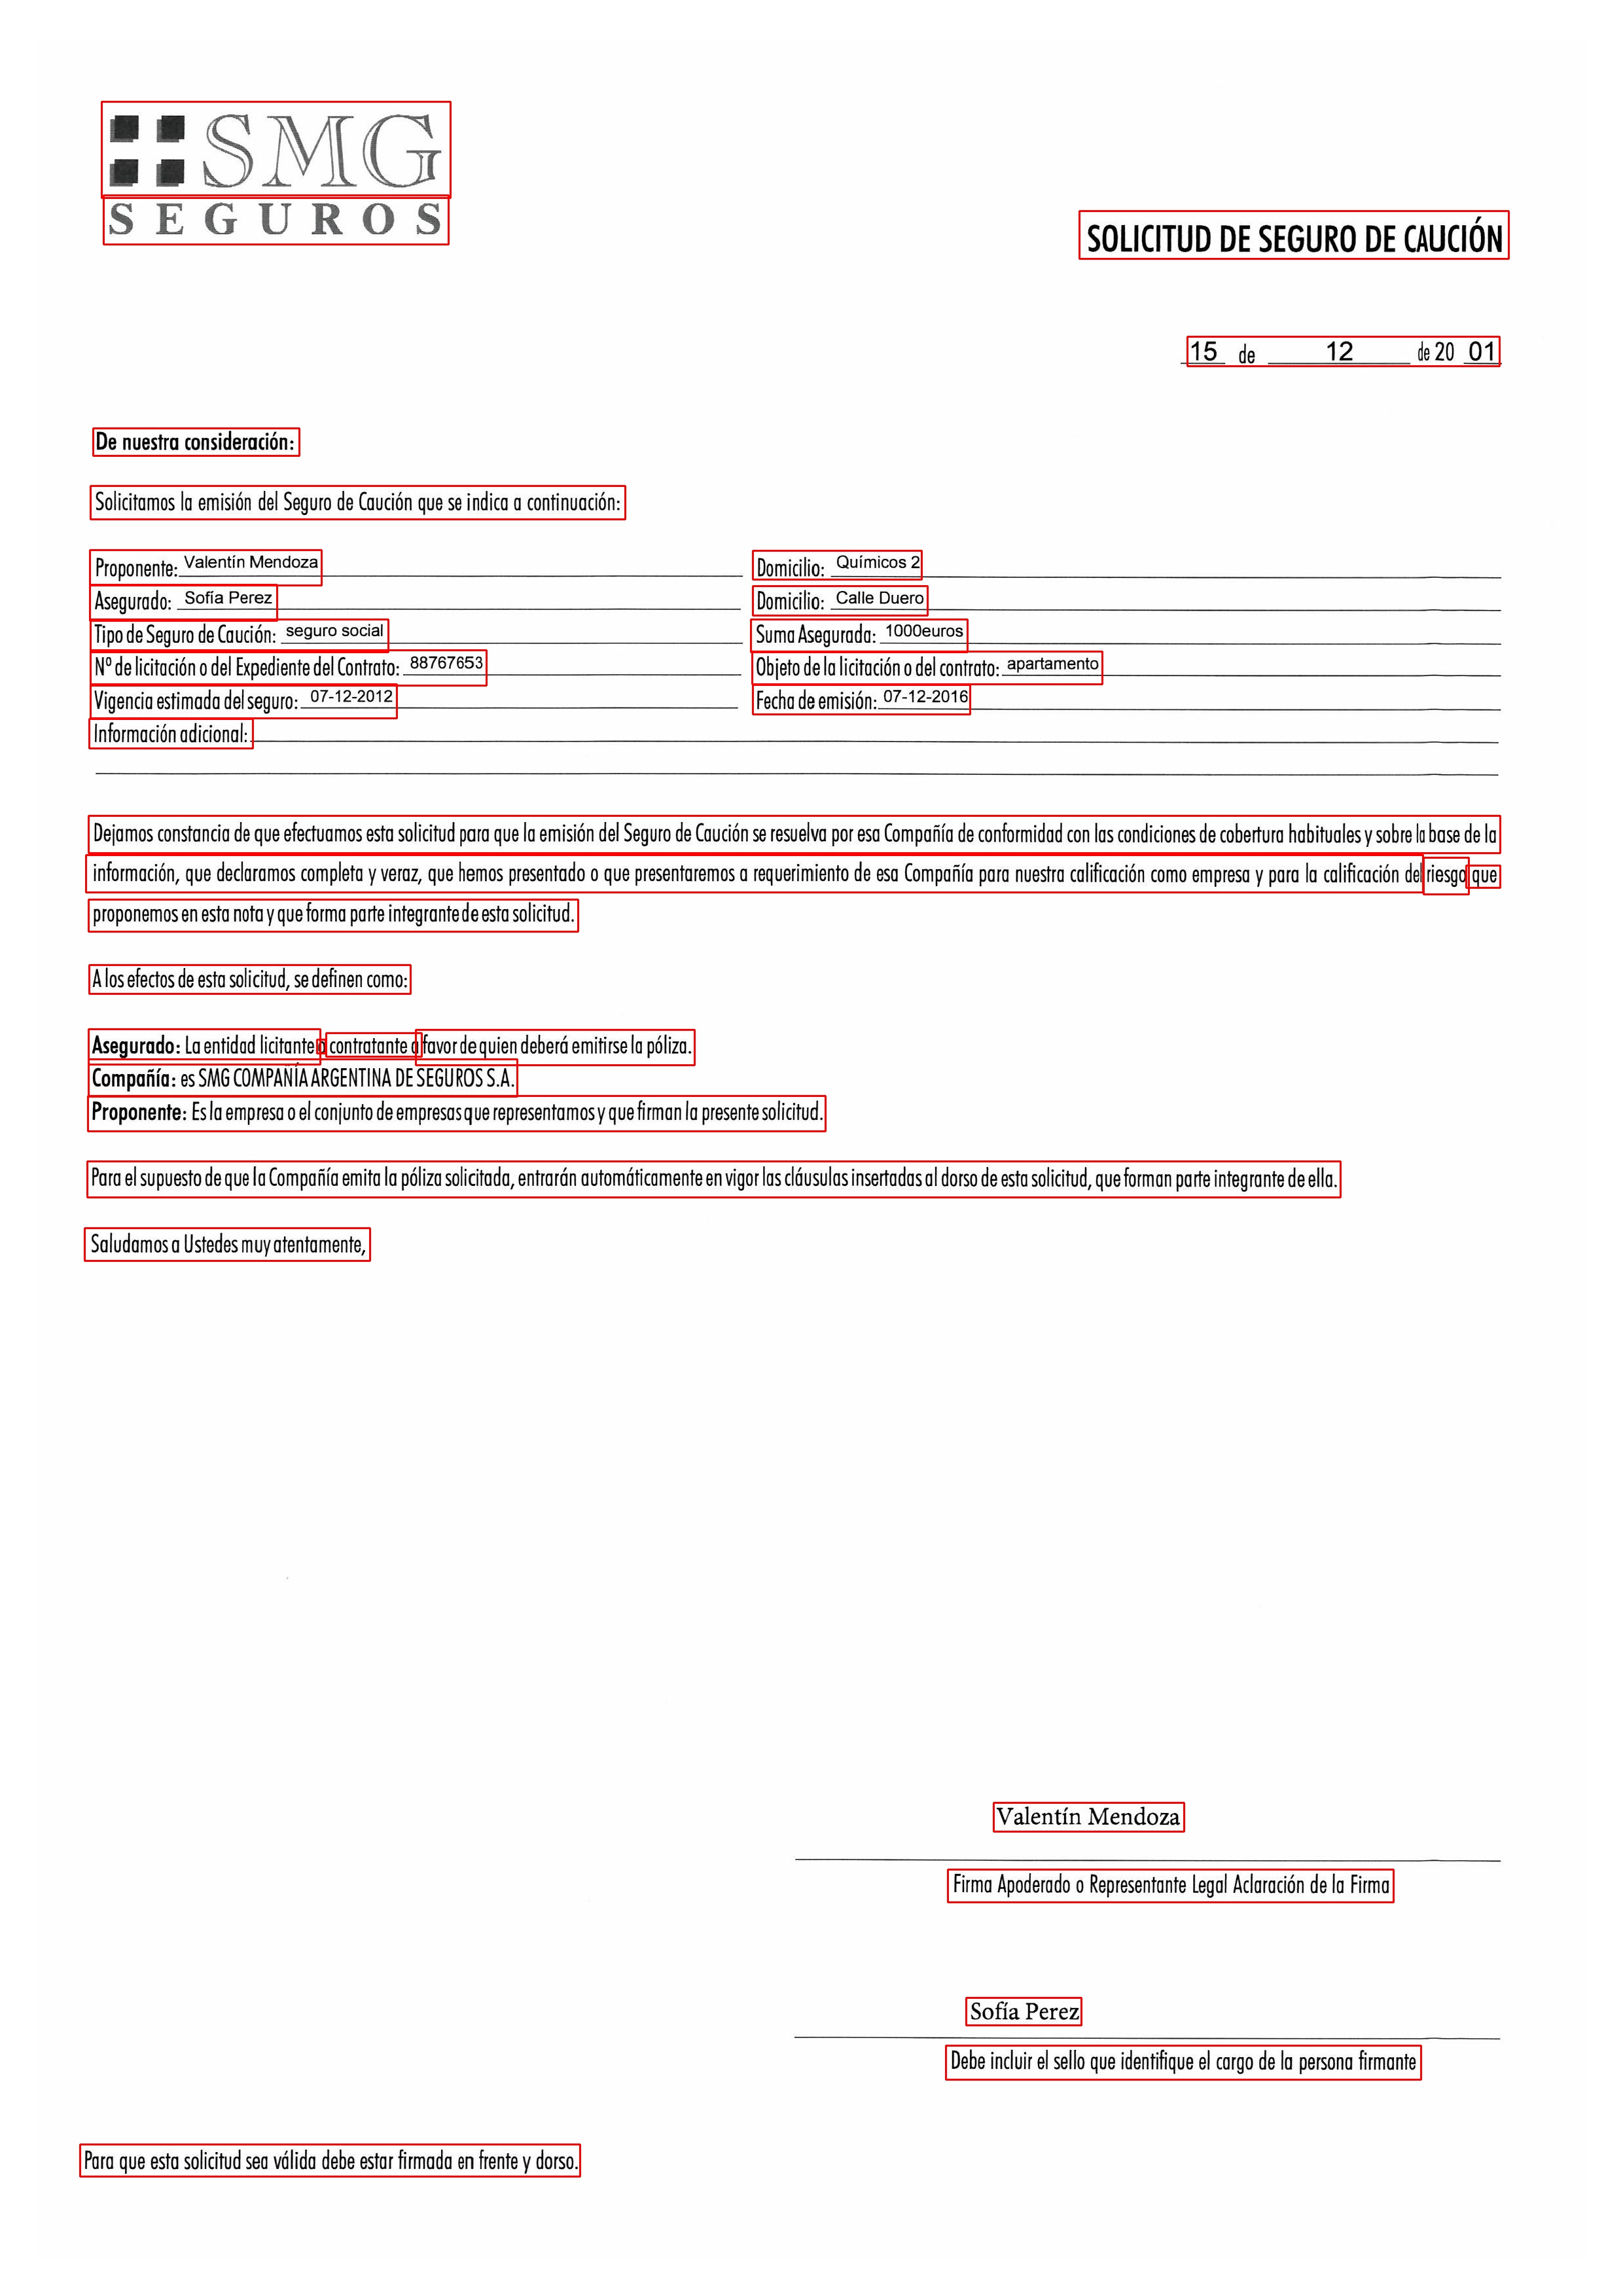 SMG
SEGUROS
SOLICITUD DE SEGURO DE CAUCIÓN
15 de 12 de 20 01
De nuestra consideración:
Solicitamos la emisión del Seguro de Caución que se indica a continuación:
Proponente: Valentín Mendoza Domicilio: Químicos 2
Asegurado: Sofía Perez Domicilio: Calle Duero
Tipo de Seguro de Caución: seguro social Suma Asegurada: 1000euros
Nº de licitación o del Expediente del Contrato: 88767653 Objeto de la licitación o del contrato: apartamento
Vigencia estimada del seguro: 07-12-2012 Fecha de emisión: 07-12-2016
Información adicional:
Dejamos constancia de que efectuamos esta solicitud para que la emisión del Seguro de Caución se resuelva por esa Compañía de conformidad con las condiciones de cobertura habituales y sobre la base de la
información, que declaramos completa y veraz, que hemos presentado o que presentaremos a requerimiento de esa Compañía para nuestra calificación como empresa y para la calificación del riesgo que
proponemos en esta nota y que forma parte integrante de esta solicitud.
A los efectos de esta solicitud, se definen como:
Asegurado: La entidad licitante o contratante a favor de quien deberá emitirse la póliza.
Compañía: es SMG COMPAÑÍA ARGENTINA DE SEGUROS S.A.
Proponente: Es la empresa o el conjunto de empresas que representamos y que firman la presente solicitud.
Para el supuesto de que la Compañía emita la póliza solicitada, entrarán automáticamente en vigor las cláusulas insertadas al dorso de esta solicitud, que forman parte integrante de ella.
Saludamos a Ustedes muy atentamente,
Valentín Mendoza
Firma Apoderado o Representante Legal Aclaración de la Firma
Sofía Perez
Debe incluir el sello que identifique el cargo de la persona firmante
Para que esta solicitud sea válida debe estar firmada en frente y dorso.